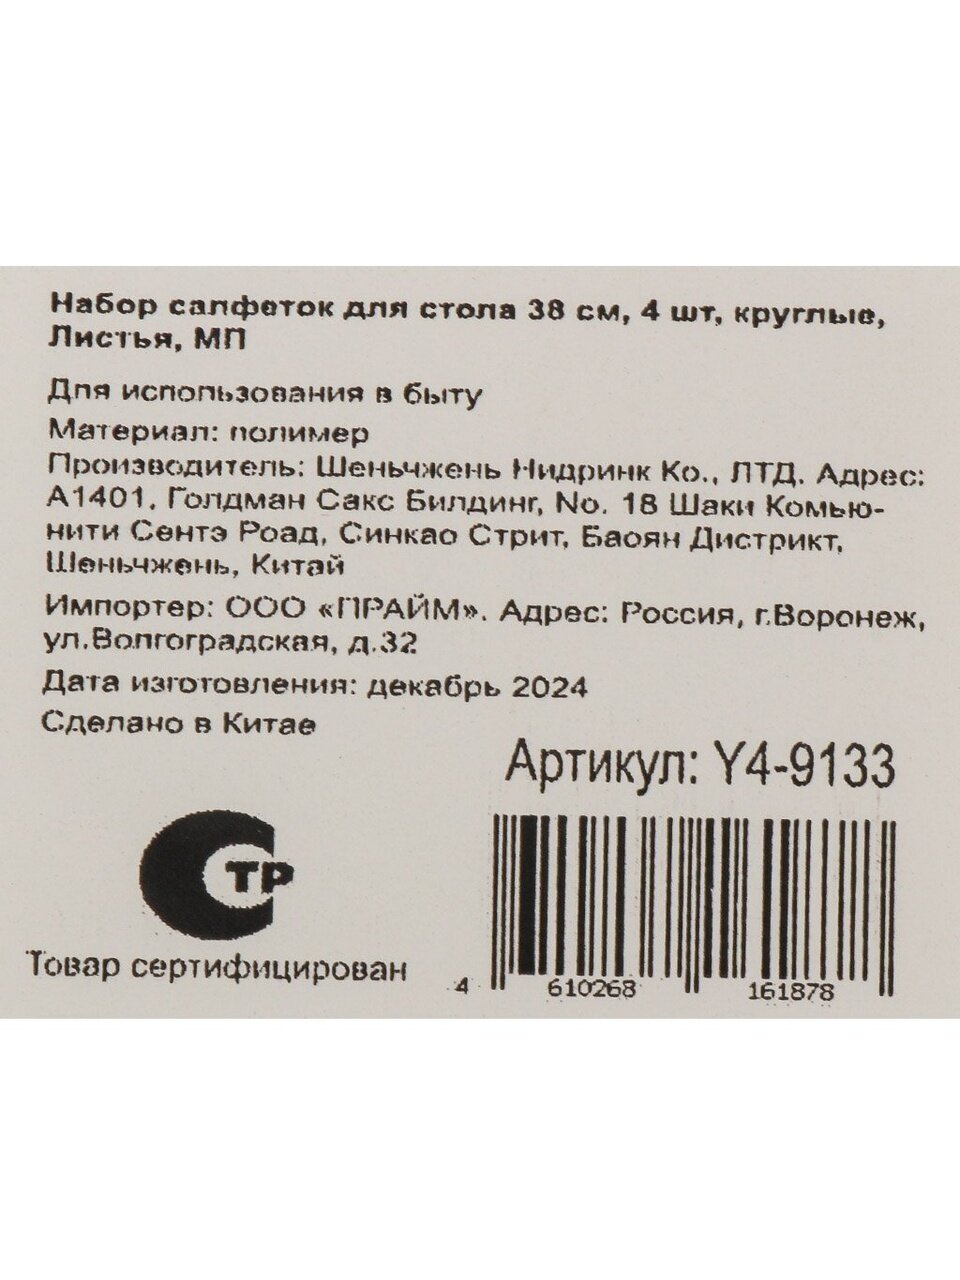 Набор салфеток для стола 38 см, 4 шт, круглые,
Листья, МП
Для использования в быту
Материал: полимер
Производитель: Шеньчжень Нидринк Ко., ЛТД. Адрес:
А1401, Голдман Сакс Билдинг, No. 18 Шаки Комью-
нити Сентэ Роад, Синкао Стрит, Баоян Дистрикт,
Шеньчжень, Китай
Импортер: ООО «ПРАЙМ». Адрес: Россия, г.Воронеж,
ул.Волгоградская, д.32
Дата изготовления: декабрь 2024
Сделано в Китае
Артикул: Y4-9133
ТР
Товар сертифицирован
4 610268 161878